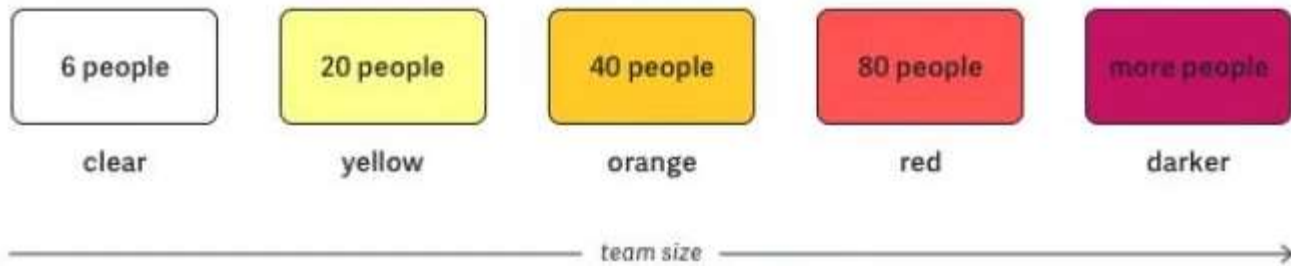 6 people
20 people
40 people
80 people
more people
clear
yellow
orange
red
darker
team size